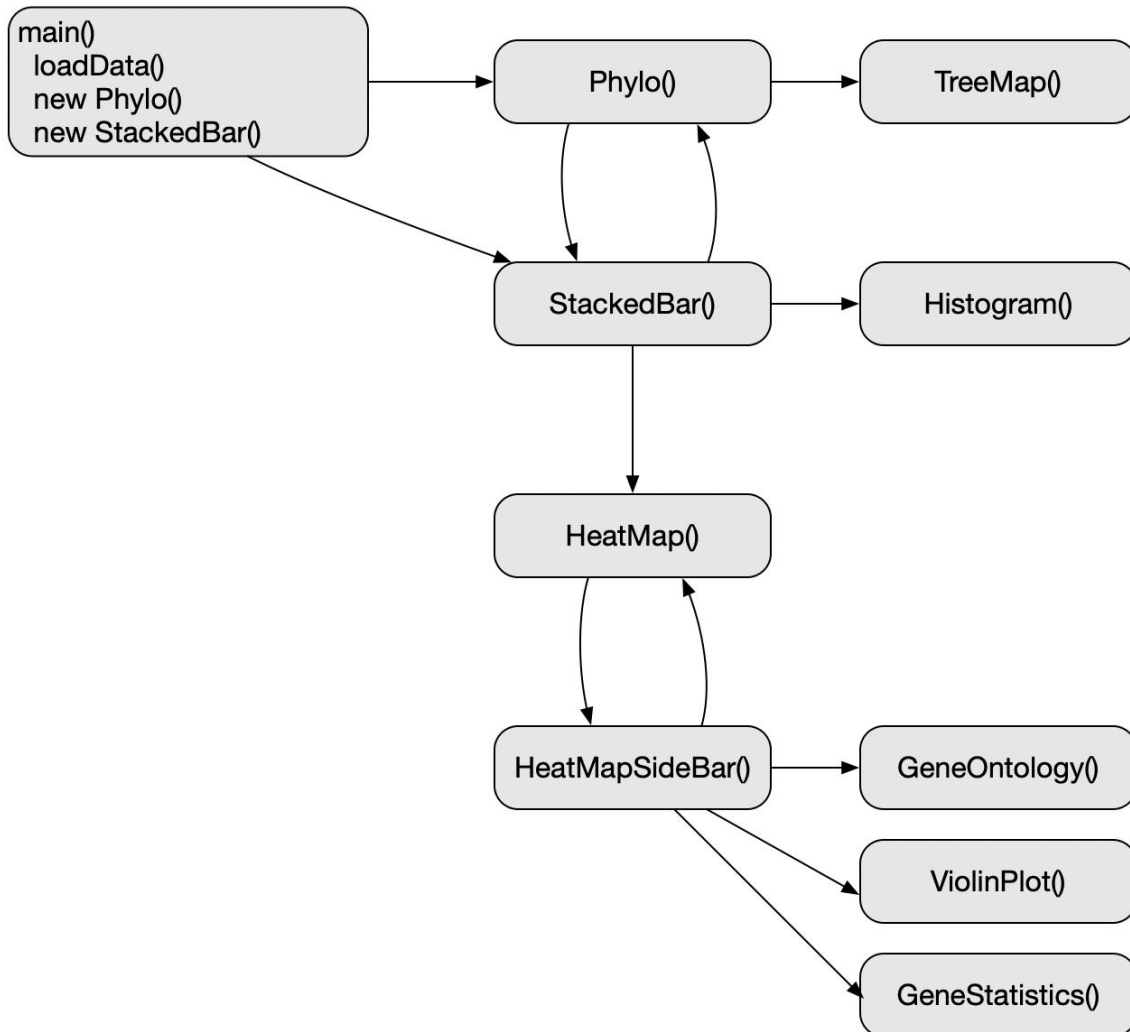 main()
loadData()
new Phylo()
new StackedBar()
Phylo()
TreeMap()
StackedBar()
Histogram()
HeatMap()
HeatMapSideBar()
GeneOntology()
ViolinPlot()
GeneStatistics()